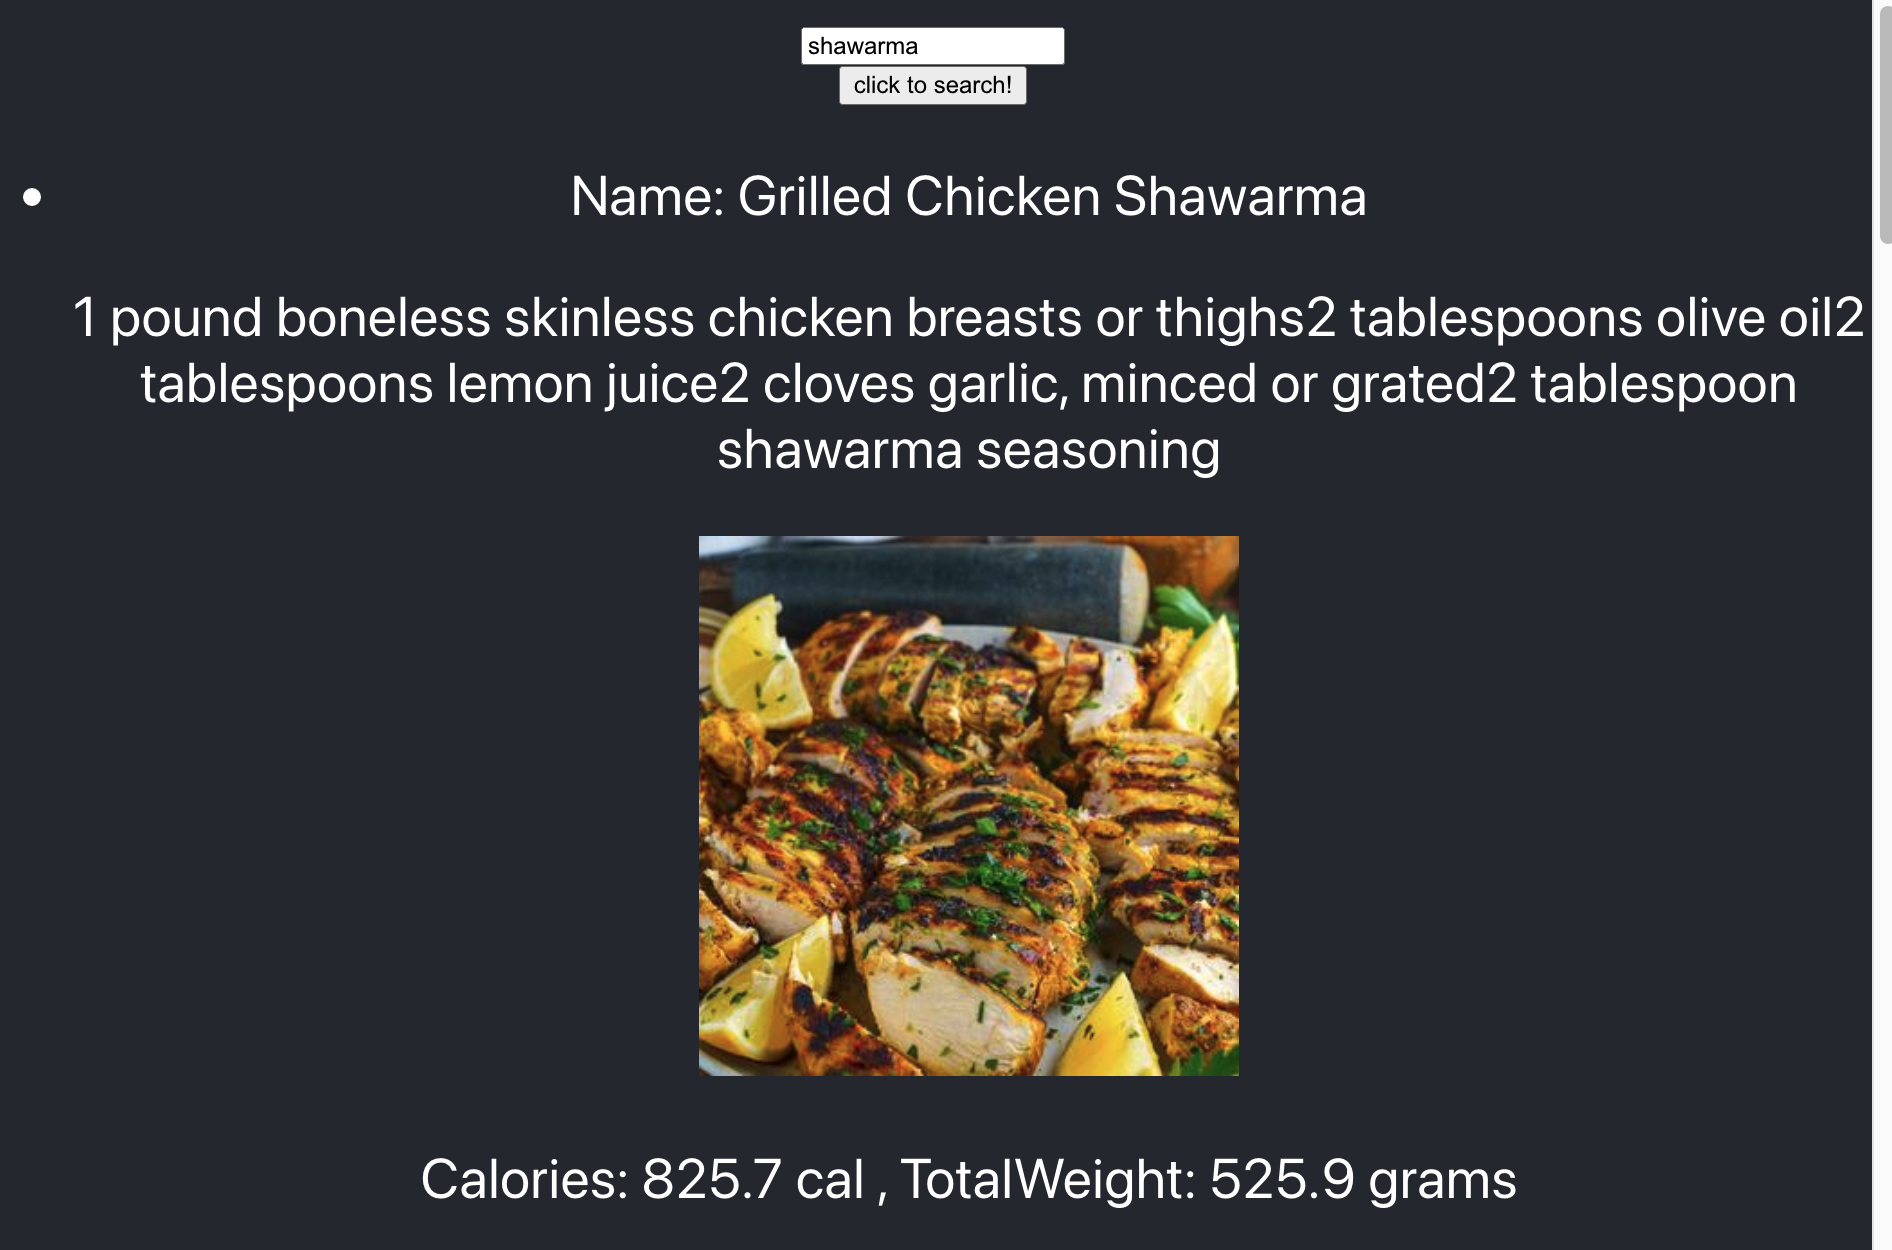 shawarma
click to search!
Name: Grilled Chicken Shawarma
1 pound boneless skinless chicken breasts or thighs2 tablespoons olive oil2
tablespoons lemon juice2 cloves garlic, minced or grated2 tablespoon
shawarma seasoning
Calories: 825.7 cal , TotalWeight: 525.9 grams